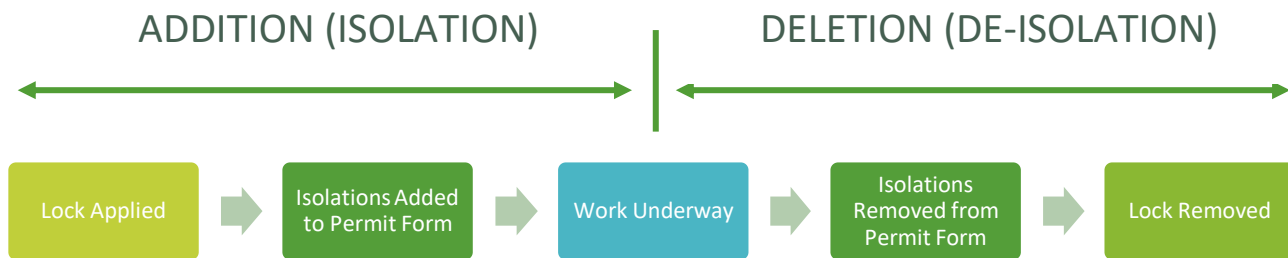 ADDITION (ISOLATION)
DELETION (DE-ISOLATION)
Lock Applied
Isolations Added
to Permit Form
Work Underway
Isolations
Removed from
Permit Form
Lock Removed